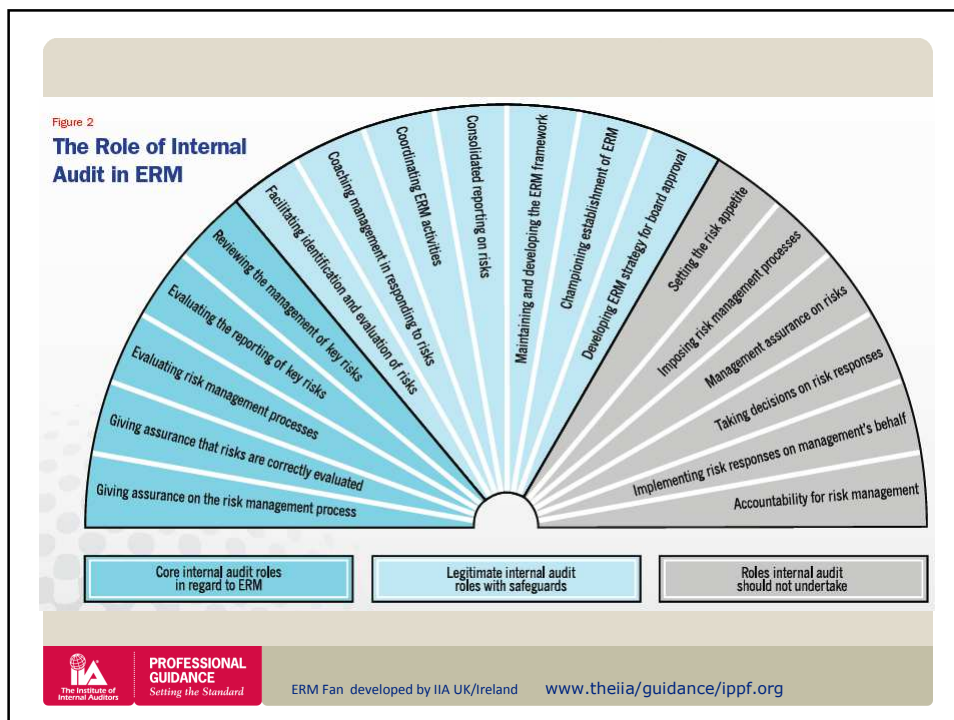 Figure 2
The Role of Internal
Audit in ERM
Giving assurance on the risk management process
Giving assurance that risks are correctly evaluated
Evaluating risk management processes
Evaluating the reporting of key risks
Reviewing the management of key risks
Facilitating identification and evaluation of risks
Coaching management in responding to risks
Coordinating ERM activities
Consolidated reporting on risks
Maintaining and developing the ERM framework
Championing establishment of ERM
Developing ERM strategy for board approval
Setting the risk appetite
Imposing risk management processes
Management assurance on risks
Taking decisions on risk responses
Implementing risk responses on management's behalf
Accountability for risk management
Core internal audit roles
in regard to ERM
Legitimate internal audit
roles with safeguards
Roles internal audit
should not undertake
IIA
The Institute of
Internal Auditors
PROFESSIONAL
GUIDANCE
Setting the Standard
ERM Fan developed by IIA UK/Ireland www.theiia/guidance/ippf.org